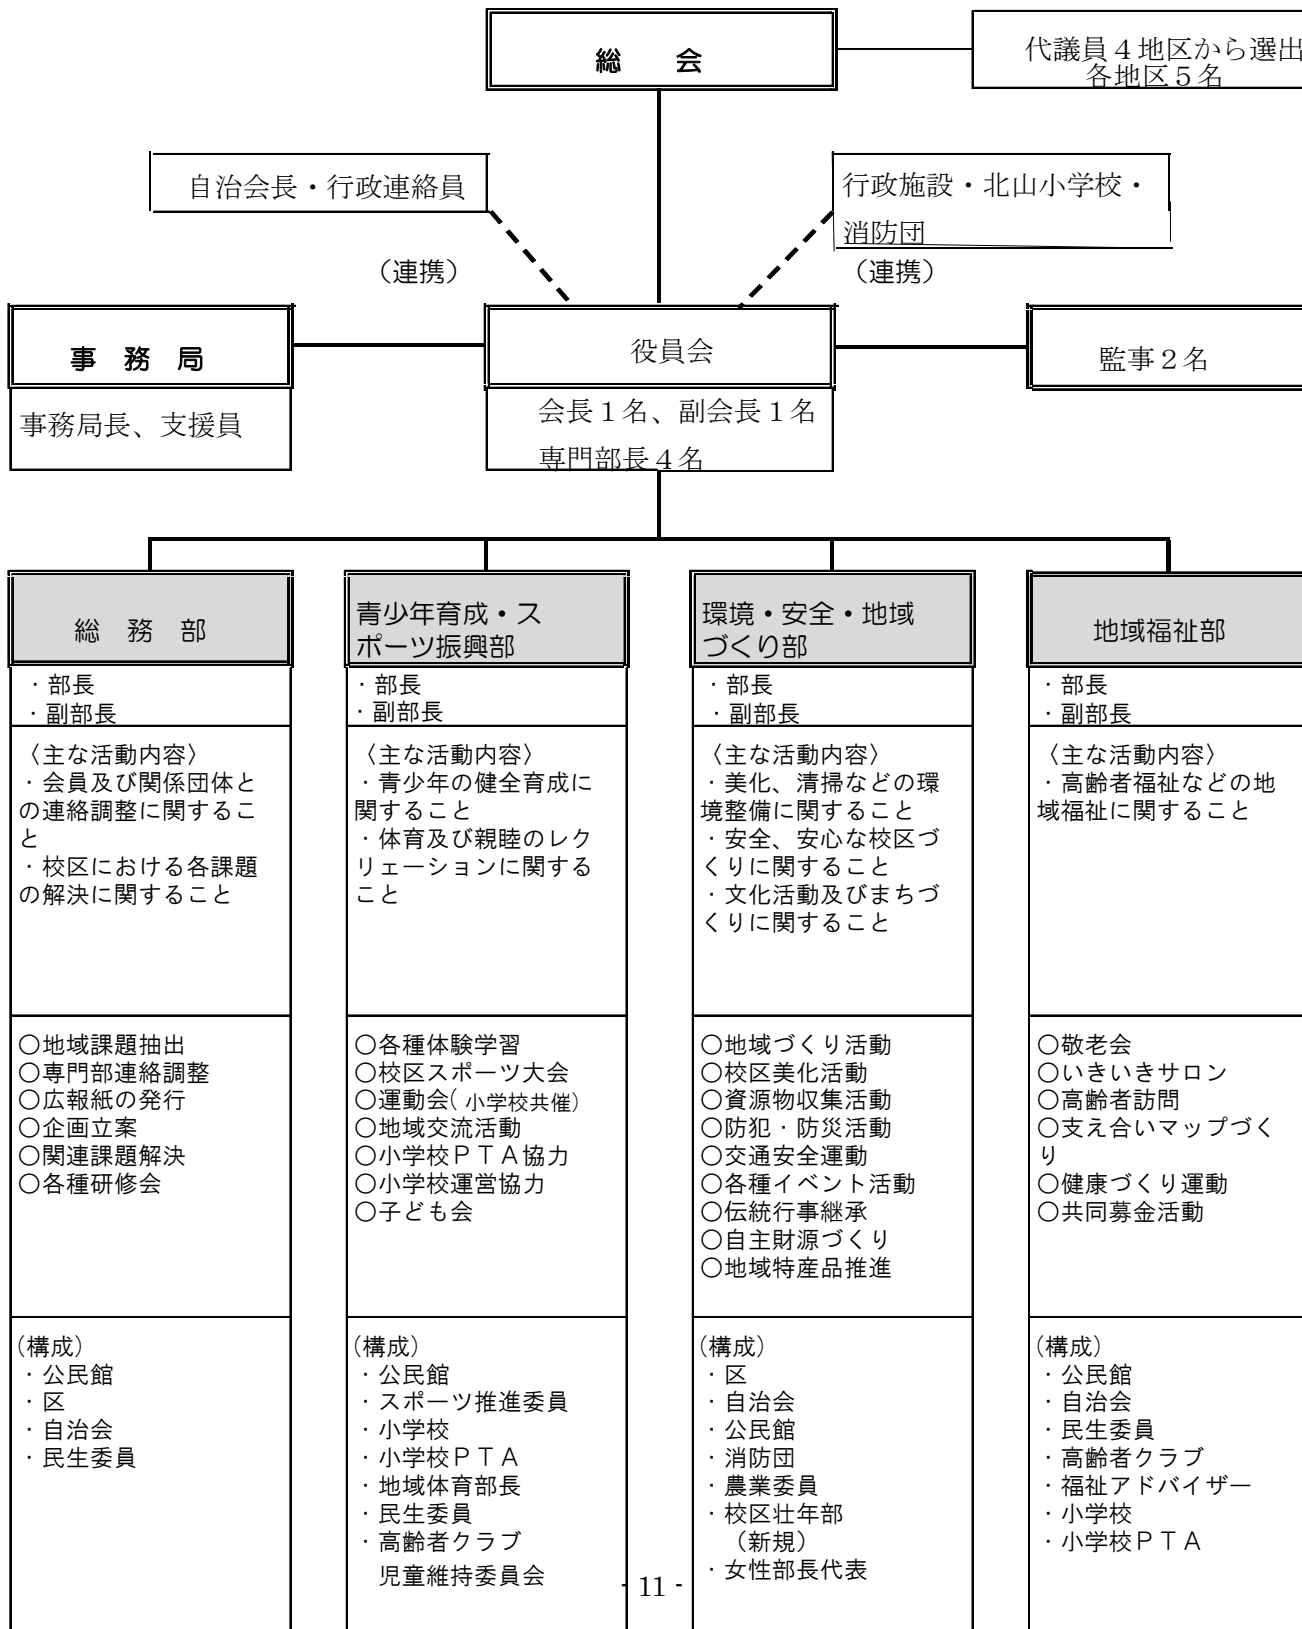 総　会
代議員４地区から選出
各地区５名
自治会長・行政連絡員
行政施設・北山小学校・
消防団
（連携）
（連携）
事　務　局
事務局長、支援員
役員会
会長１名、副会長１名
専門部長４名
監事２名
総　務　部
・部長
・副部長
〈主な活動内容〉
・会員及び関係団体と
の連絡調整に関するこ
と
・校区における各課題
の解決に関すること
〇地域課題抽出
〇専門部連絡調整
〇広報紙の発行
〇企画立案
〇関連課題解決
〇各種研修会
(構成）
・公民館
・区
・自治会
・民生委員
青少年育成・ス
ポーツ振興部
・部長
・副部長
〈主な活動内容〉
・青少年の健全育成に
関すること
・体育及び親睦のレク
リェーションに関する
こと
〇各種体験学習
〇校区スポーツ大会
〇運動会(小学校共催)
〇地域交流活動
〇小学校ＰＴＡ協力
〇小学校運営協力
〇子ども会
(構成）
・公民館
・スポーツ推進委員
・小学校
・小学校ＰＴＡ
・地域体育部長
・民生委員
・高齢者クラブ
児童維持委員会
環境・安全・地域
づくり部
・部長
・副部長
〈主な活動内容〉
・美化、清掃などの環
境整備に関すること
・安全、安心な校区づ
くりに関すること
・文化活動及びまちづ
くりに関すること
〇地域づくり活動
〇校区美化活動
〇資源物収集活動
〇防犯・防災活動
〇交通安全運動
〇各種イベント活動
〇伝統行事継承
〇自主財源づくり
〇地域特産品推進
(構成）
・区
・自治会
・公民館
・消防団
・農業委員
・校区壮年部
（新規）
・女性部長代表
地域福祉部
・部長
・副部長
〈主な活動内容〉
・高齢者福祉などの地
域福祉に関すること
〇敬老会
〇いきいきサロン
〇高齢者訪問
〇支え合いマップづく
り
〇健康づくり運動
〇共同募金活動
(構成）
・公民館
・自治会
・民生委員
・高齢者クラブ
・福祉アドバイザー
・小学校
・小学校ＰＴＡ
- 11 -